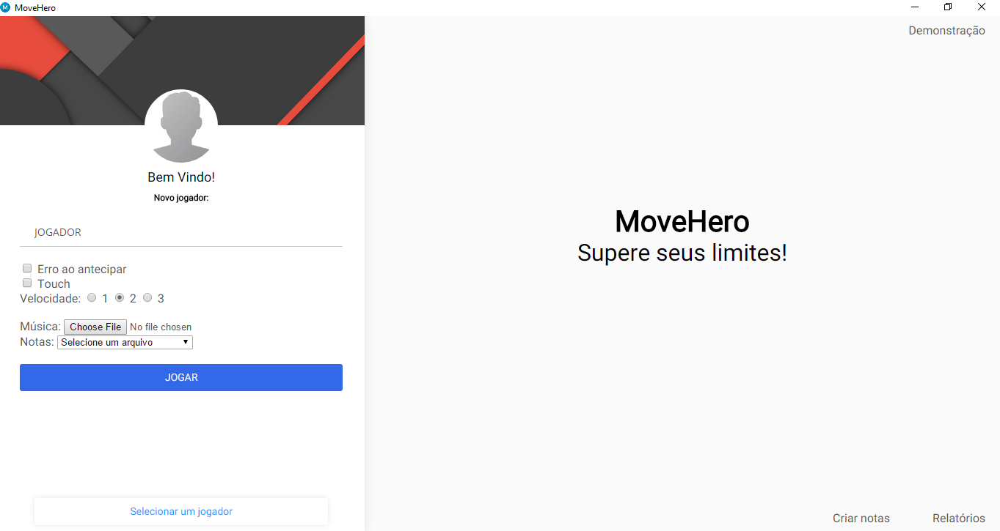 M MoveHero
Demonstração
Bem Vindo!
Novo jogador:
JOGADOR
Erro ao antecipar
Touch
Velocidade: 1 2 3
Música: Choose File No file chosen
Notas: Selecione um arquivo
JOGAR
Selecionar um jogador
MoveHero
Supere seus limites!
Criar notas
Relatórios